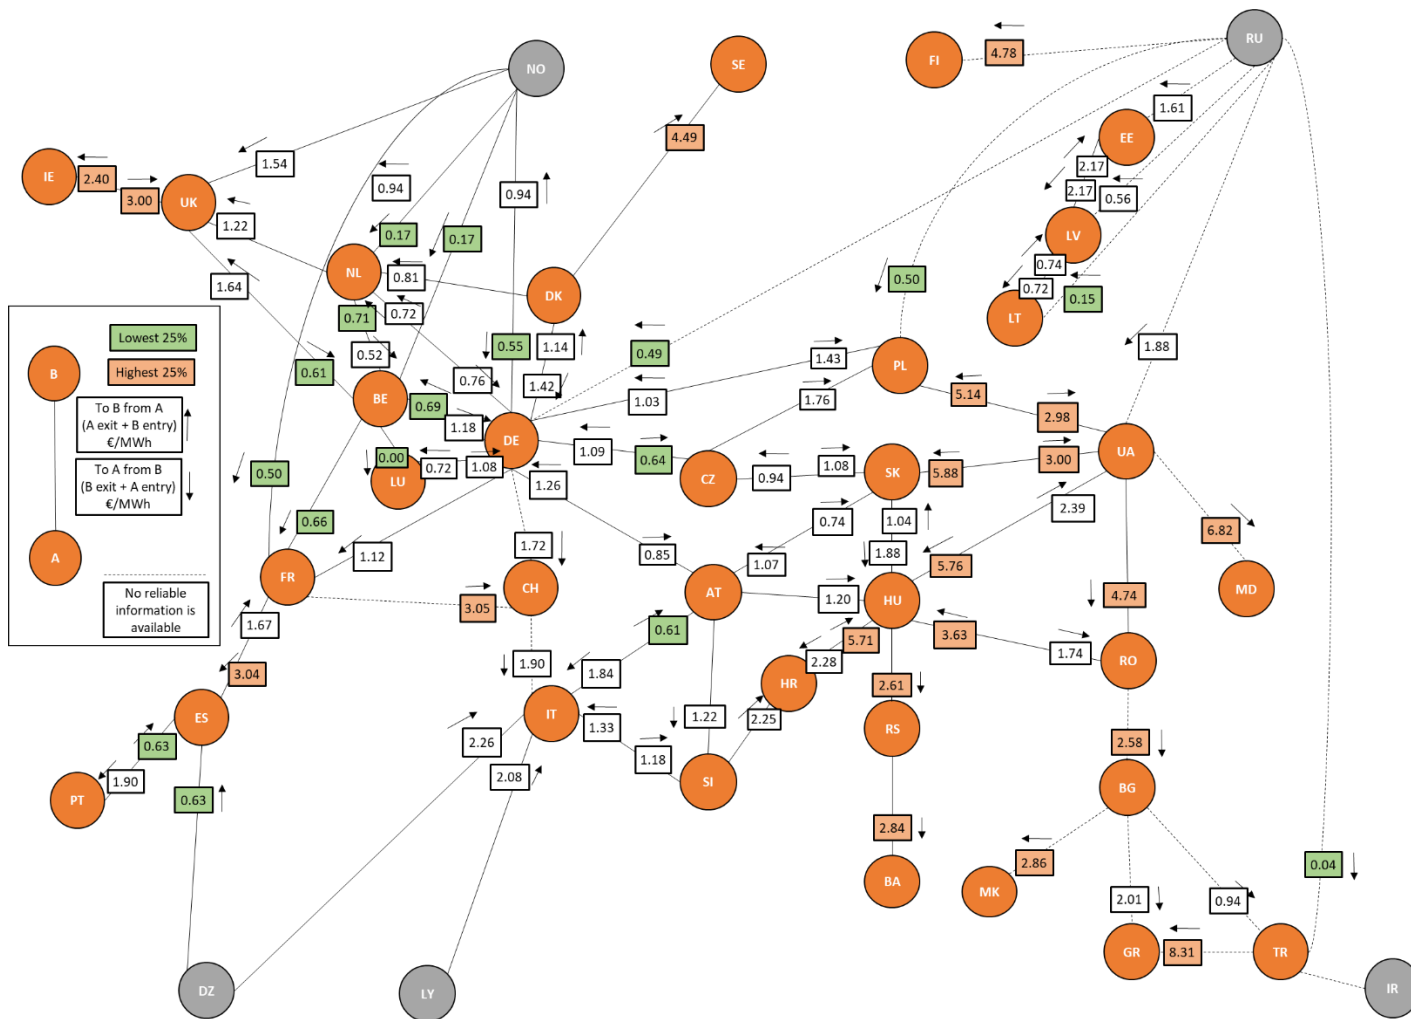 NO
SE
FI
4.78
RU
IE
2.40
3.00
UK
1.54
0.94
0.94
4.49
1.61
EE
2.17
2.17
0.56
1.22
0.17
0.17
LV
0.74
0.72
0.15
LT
NL
0.81
DK
1.64
0.71
0.72
0.50
0.52
0.55
1.14
0.49
1.43
1.88
0.61
0.76
1.42
1.03
PL
1.76
5.14
2.98
BE
0.69
1.18
DE
1.09
0.64
CZ
0.94
1.08
SK
5.88
3.00
UA
0.00
LU
0.72
1.08
1.26
0.50
0.66
0.74
1.04
2.39
6.82
1.12
1.72
0.85
1.07
1.88
5.76
FR
3.05
CH
AT
1.20
HU
4.74
MD
1.67
0.61
5.71
3.63
1.74
RO
3.04
1.90
1.84
2.28
HR
2.61
ES
IT
1.33
1.22
2.25
RS
0.63
2.26
1.18
2.58
1.90
2.08
SI
BG
PT
0.63
2.84
2.86
0.04
BA
MK
2.01
0.94
GR
8.31
TR
DZ
LY
IR
Lowest 25%
Highest 25%
B
To B from A
(A exit + B entry)
€/MWh
To A from B
(B exit + A entry)
€/MWh
A
No reliable
information is
available